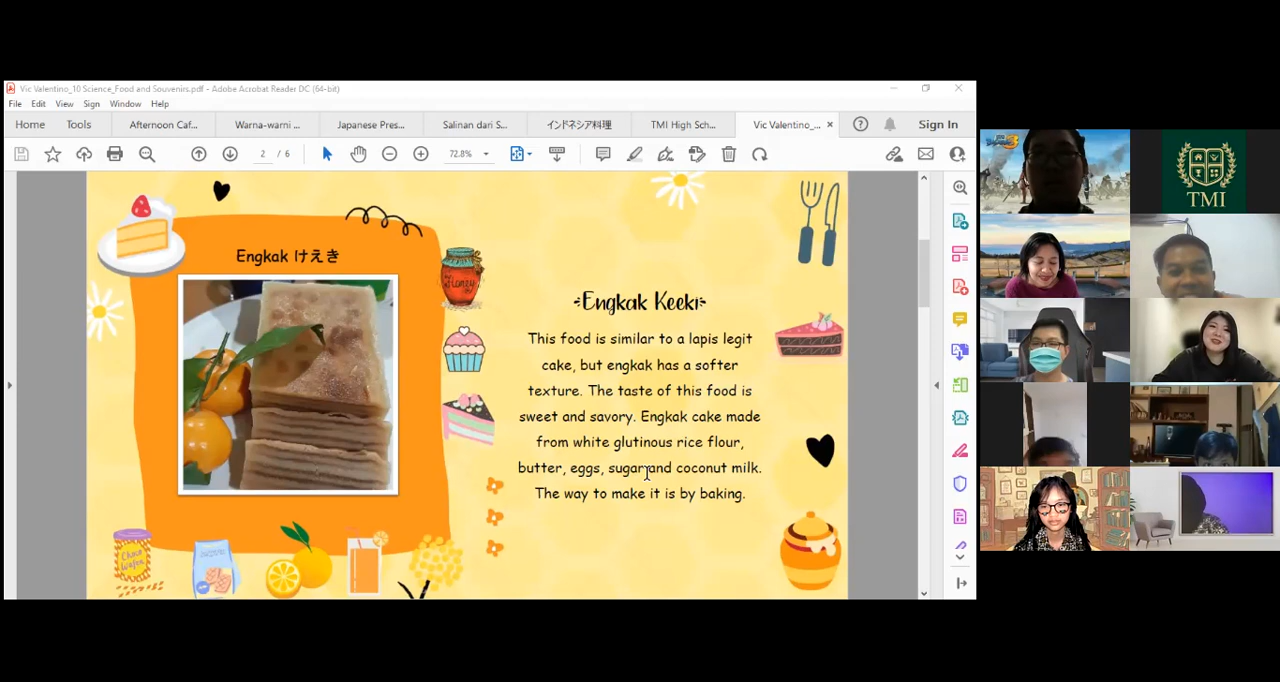 Vic Valentino_10 Science_Food and Souvenirs.pdf - Adobe Acrobat Reader DC (64-bit)
File Edit View Sign Window Help
Home Tools Afternoon Caf... Warna-warni ... Japanese Pres... Salinan dari S... インドネシア料理 TMI High Sch... Vic Valentino_... Sign In
2 / 6 72.8%
Engkak けえき
Honey
Engkak Keeki
This food is similar to a lapis legit
cake, but engkak has a softer
texture. The taste of this food is
sweet and savory. Engkak cake made
from white glutinous rice flour,
butter, eggs, sugar and coconut milk.
The way to make it is by baking.
Choco
Wafer
TMI